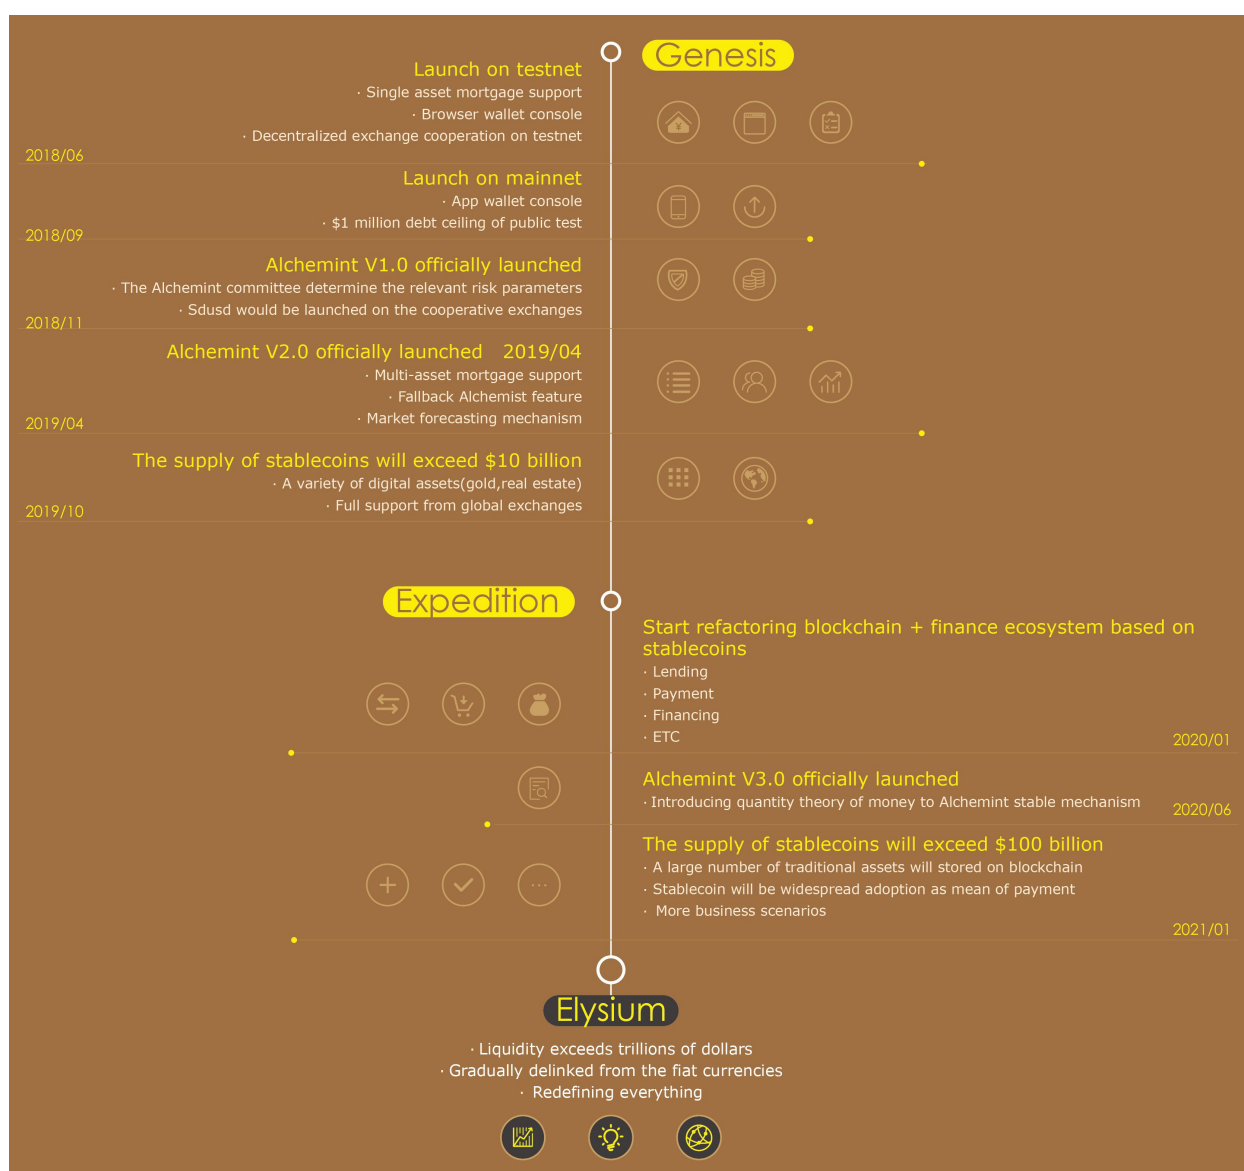 Genesis
Launch on testnet
· Single asset mortgage support
· Browser wallet console
· Decentralized exchange cooperation on testnet
2018/06
Launch on mainnet
· App wallet console
· $1 million debt ceiling of public test
2018/09
Alchemint V1.0 officially launched
· The Alchemint committee determine the relevant risk parameters
· Sdusd would be launched on the cooperative exchanges
2018/11
Alchemint V2.0 officially launched 2019/04
· Multi-asset mortgage support
· Fallback Alchemist feature
· Market forecasting mechanism
2019/04
The supply of stablecoins will exceed $10 billion
· A variety of digital assets(gold,real estate)
· Full support from global exchanges
2019/10
Expedition
Start refactoring blockchain + finance ecosystem based on
stablecoins
· Lending
· Payment
· Financing
· ETC
2020/01
Alchemint V3.0 officially launched
· Introducing quantity theory of money to Alchemint stable mechanism
2020/06
The supply of stablecoins will exceed $100 billion
· A large number of traditional assets will stored on blockchain
· Stablecoin will be widespread adoption as mean of payment
· More business scenarios
2021/01
Elysium
· Liquidity exceeds trillions of dollars
· Gradually delinked from the fiat currencies
· Redefining everything